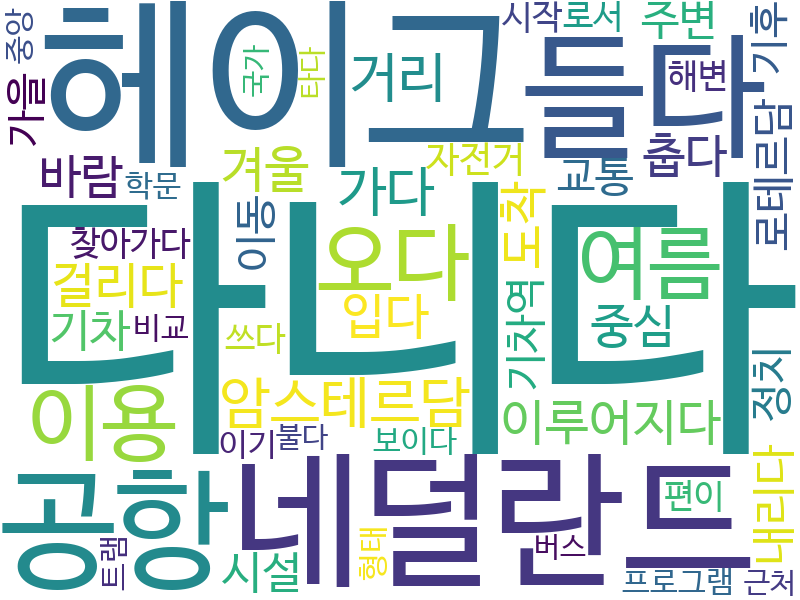 중앙
헤이그
국가
타다
시작
로서
주변
기후
가을
거리
들다
해변
바람
학문
겨울
가다
자전거
교통
춥다
로테르담
찾아가다
이동
다니다
오다
도착
여름
걸리다
기차
비교
쓰다
입다
기차역
중심
정치
이용
암스테르담
이루어지다
이기
불다
보이다
공항
네덜란드
편이
내리다
트램
시설
형태
버스
프로그램
근처